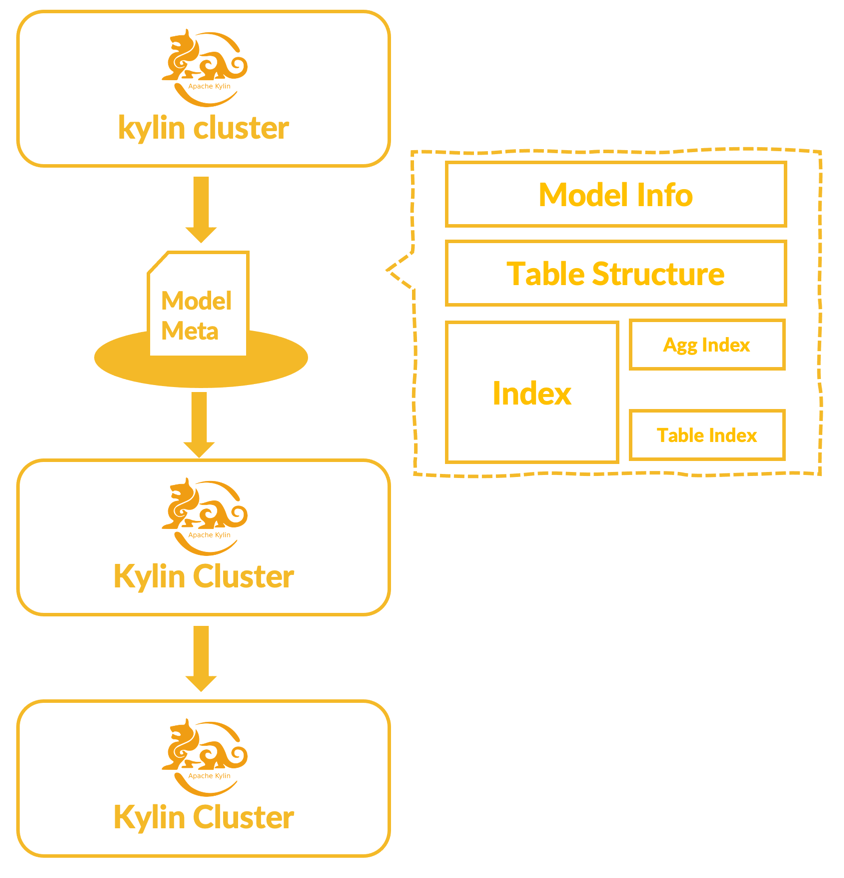 Apache Kylin
kylin cluster
Model
Meta
Model Info
Table Structure
Index
Agg Index
Table Index
Apache Kylin
Kylin Cluster
Apache Kylin
Kylin Cluster